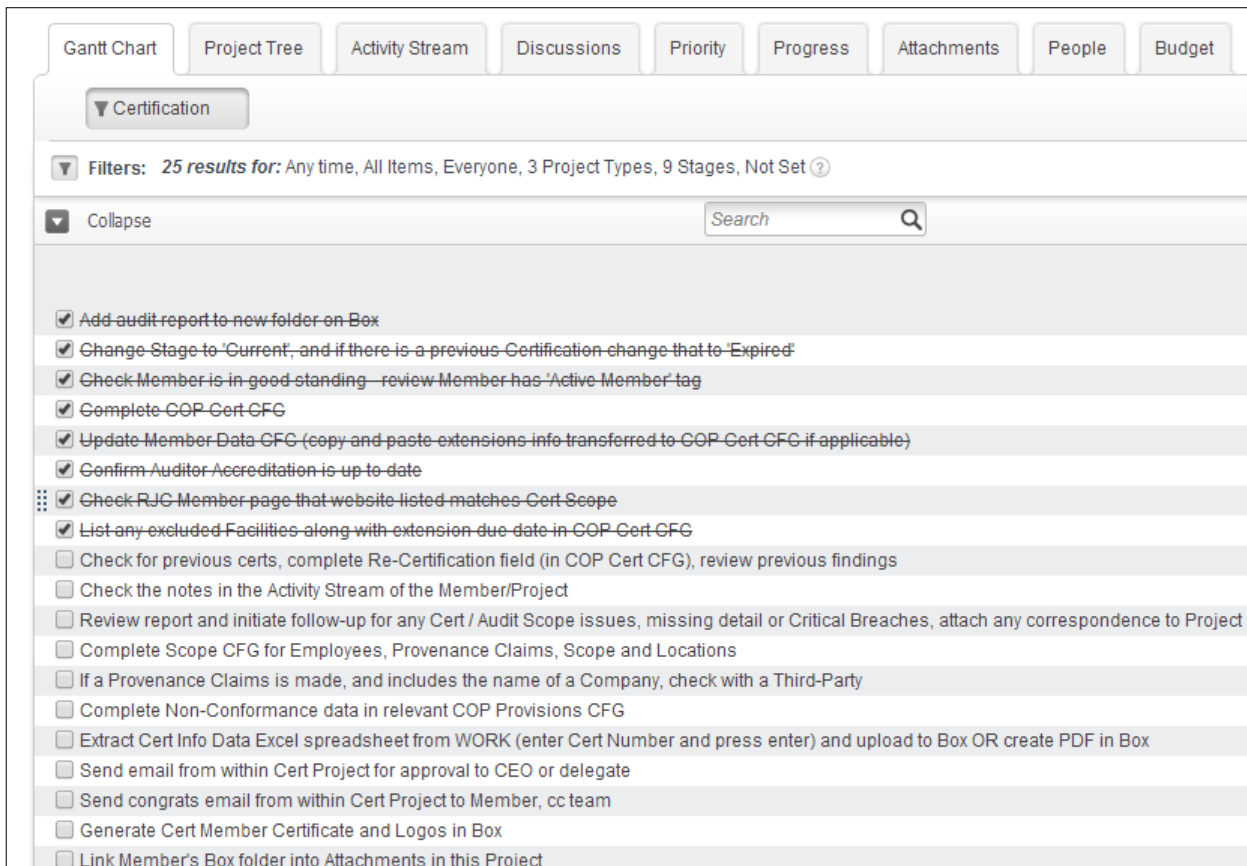 Gantt Chart Project Tree Activity Stream Discussions Priority Progress Attachments People Budget
Certification
Filters: 25 results for: Any time, All Items, Everyone, 3 Project Types, 9 Stages, Not Set ?
Collapse Search
Add audit report to new folder on Box
Change Stage to 'Current', and if there is a previous Certification change that to 'Expired'
Check Member is in good standing - review Member has 'Active Member' tag
Complete COP Cert CFG
Update Member Data CFG (copy and paste extensions info transferred to COP Cert CFG if applicable)
Confirm Auditor Accreditation is up to date
Check RJC Member page that website listed matches Cert Scope
List any excluded Facilities along with extension due date in COP Cert CFG
Check for previous certs, complete Re-Certification field (in COP Cert CFG), review previous findings
Check the notes in the Activity Stream of the Member/Project
Review report and initiate follow-up for any Cert / Audit Scope issues, missing detail or Critical Breaches, attach any correspondence to Project
Complete Scope CFG for Employees, Provenance Claims, Scope and Locations
If a Provenance Claims is made, and includes the name of a Company, check with a Third-Party
Complete Non-Conformance data in relevant COP Provisions CFG
Extract Cert Info Data Excel spreadsheet from WORK (enter Cert Number and press enter) and upload to Box OR create PDF in Box
Send email from within Cert Project for approval to CEO or delegate
Send congrats email from within Cert Project to Member, cc team
Generate Cert Member Certificate and Logos in Box
Link Member's Box folder into Attachments in this Project